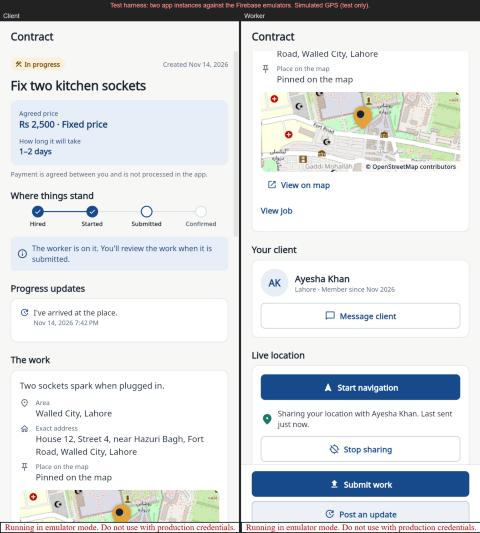 Test harness: two app instances against the Firebase emulators. Simulated GPS (test only).
Client
Contract
In progress
Created Nov 14, 2026
Fix two kitchen sockets
Agreed price
Rs 2,500 · Fixed price
How long it will take
1–2 days
Payment is agreed between you and is not processed in the app.
Where things stand
Hired
Started
Submitted
Confirmed
The worker is on it. You'll review the work when it is
submitted.
Progress updates
I've arrived at the place.
Nov 14, 2026 7:42 PM
The work
Two sockets spark when plugged in.
Area
Walled City, Lahore
Exact address
House 12, Street 4, near Hazuri Bagh, Fort
Road, Walled City, Lahore
Place on the map
Pinned on the map
Running in emulator mode. Do not use with production credentials.
Worker
Contract
Road, Walled City, Lahore
Place on the map
Pinned on the map
Fort Road
Gaddi Mohallah
© OpenStreetMap contributors
View on map
View job
Your client
AK
Ayesha Khan
Lahore · Member since Nov 2026
Message client
Live location
Start navigation
Sharing your location with Ayesha Khan. Last sent
just now.
Stop sharing
Submit work
Post an update
Running in emulator mode. Do not use with production credentials.